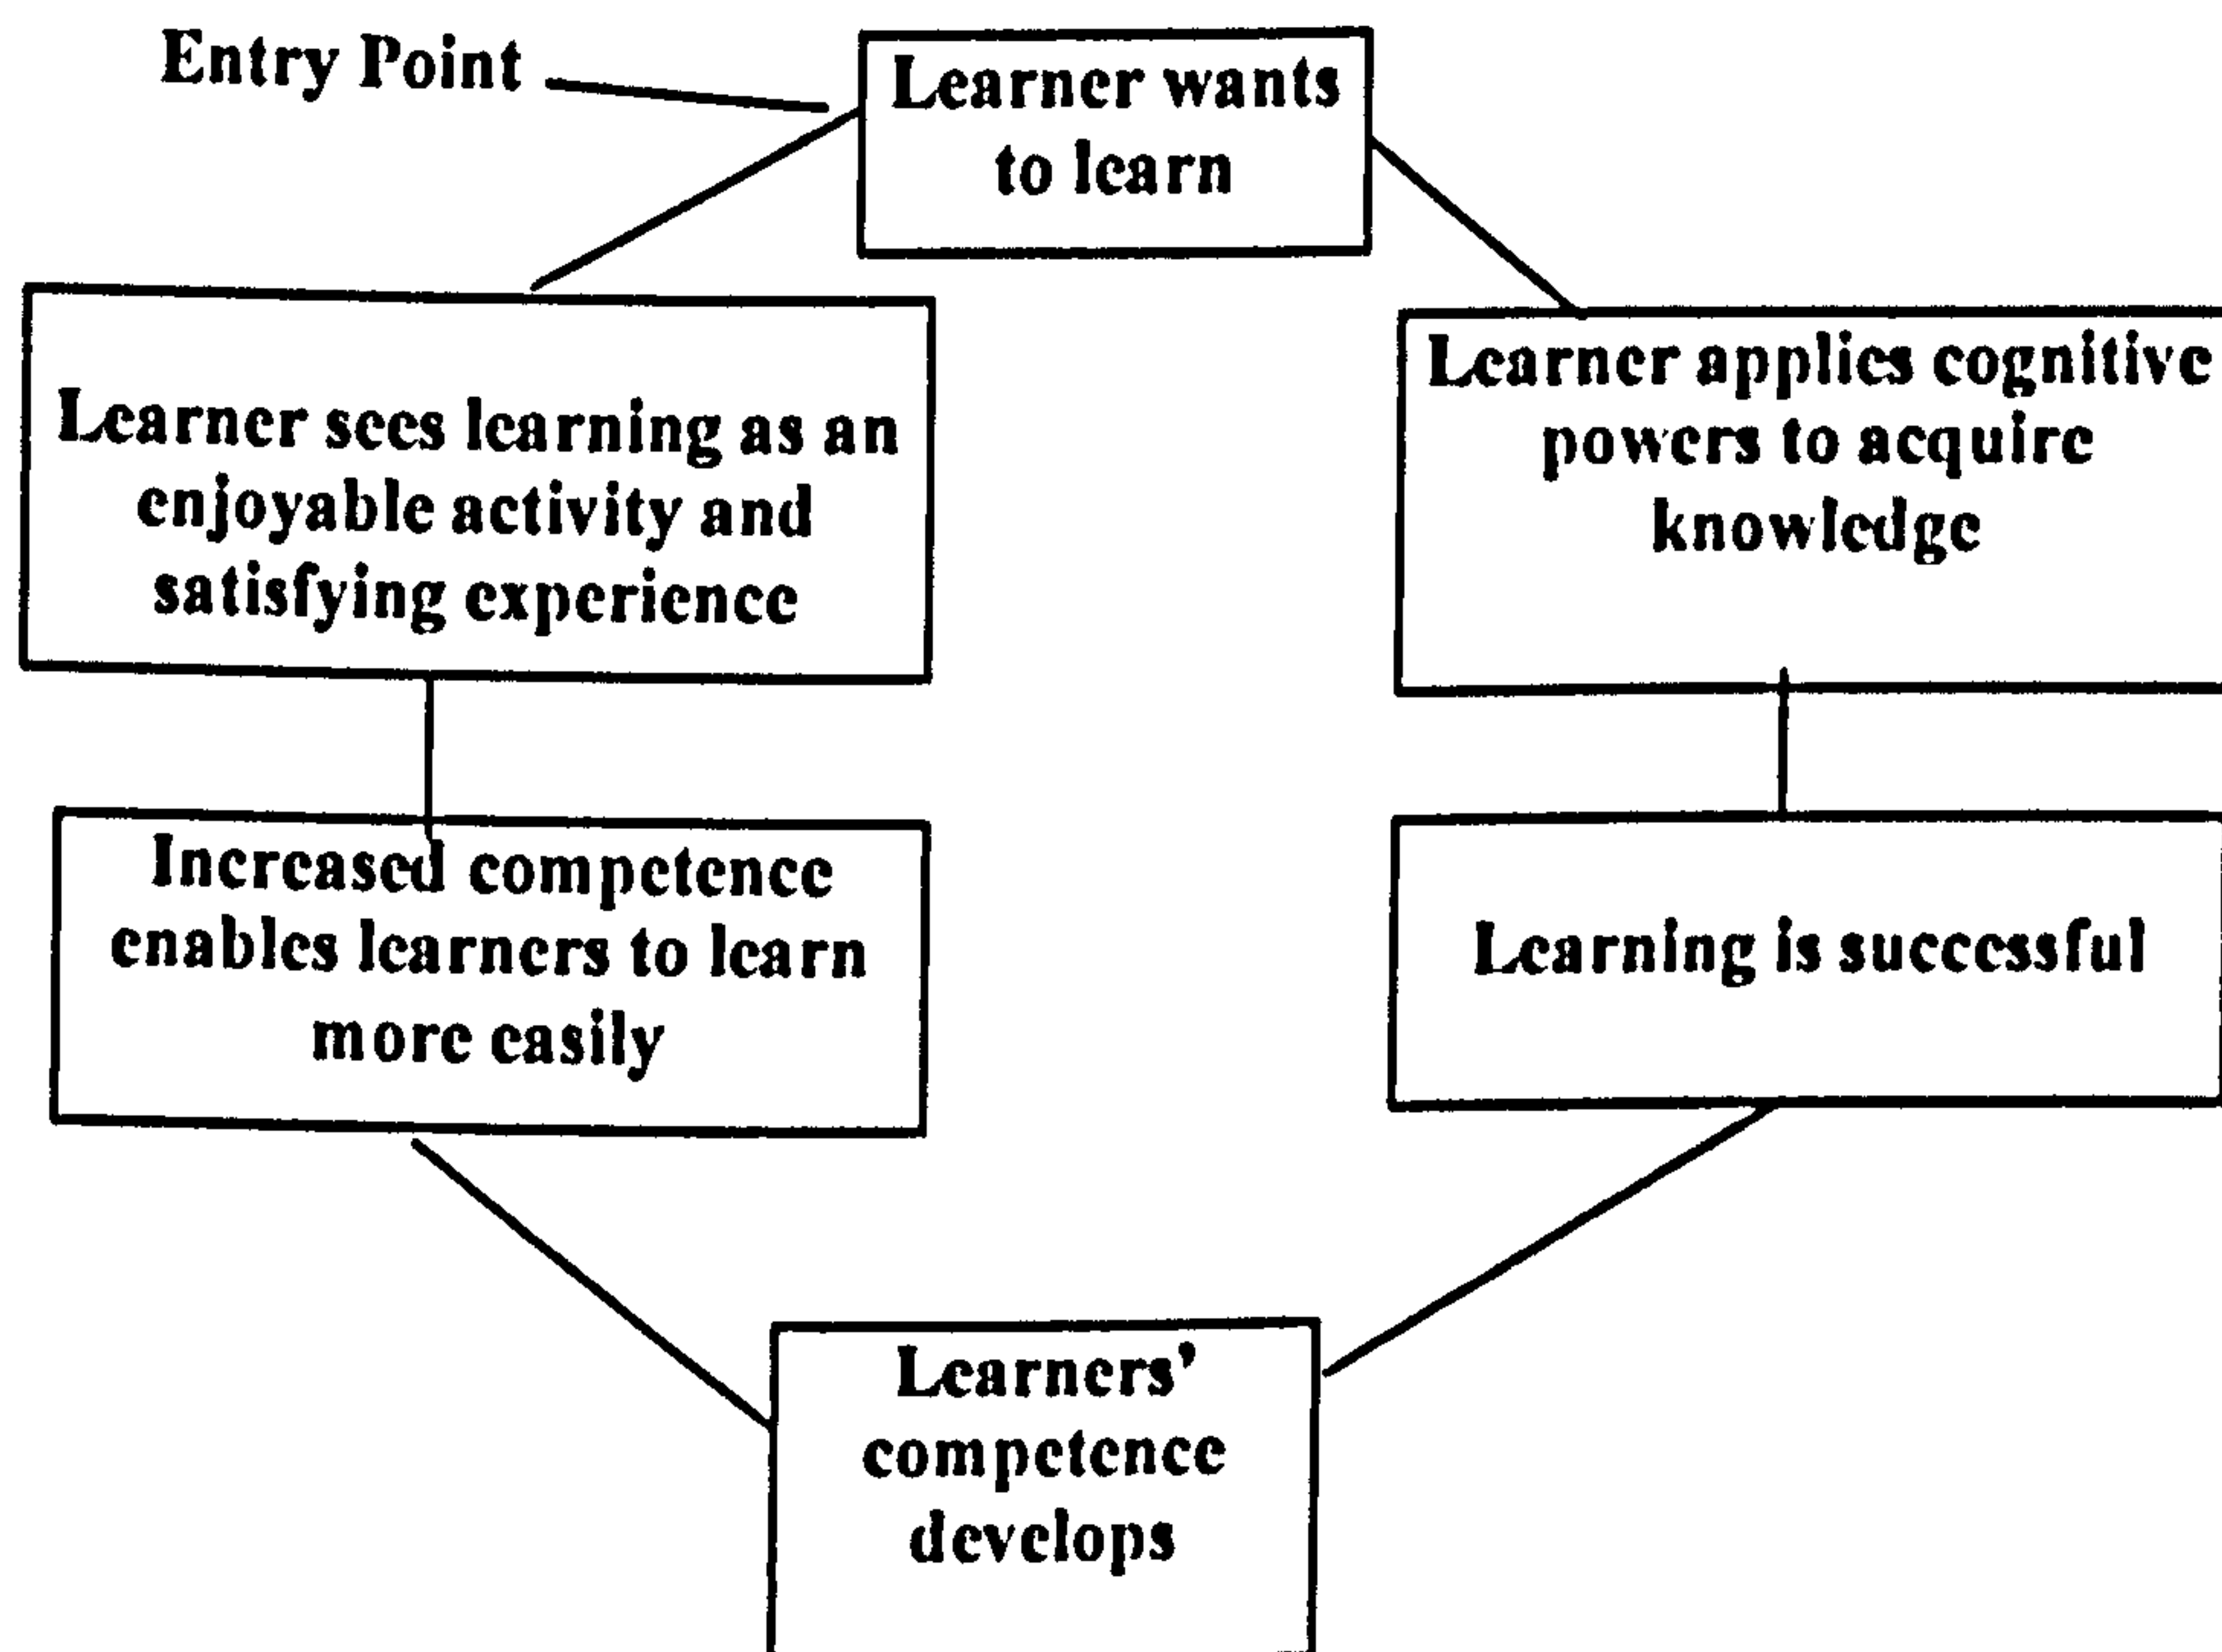 Entry Point
Learner wants
to learn
Learner sees learning as an
enjoyable activity and
satisfying experience
Learner applies cognitive
powers to acquire
knowledge
Increased competence
enables learners to learn
more easily
Learning is successful
Learners'
competence
develops